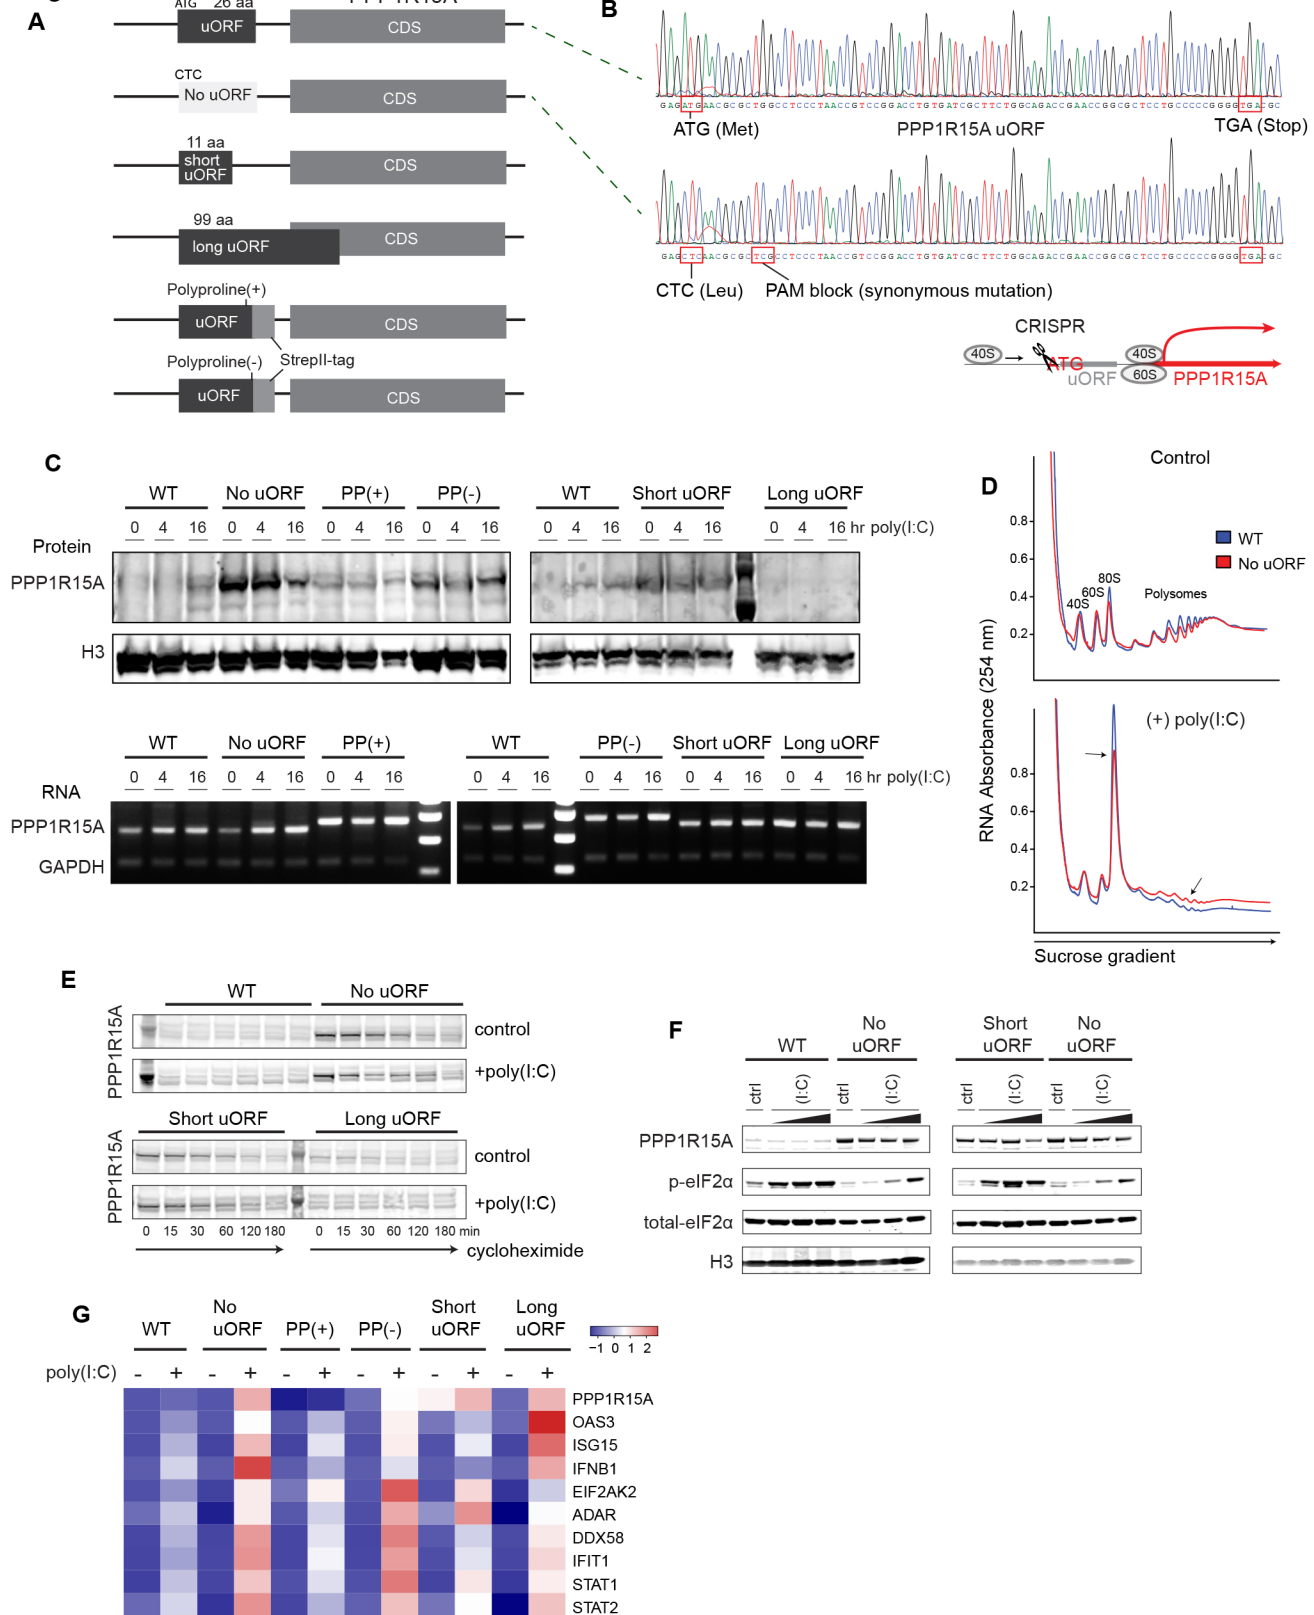 A
ATG 26 aa
PPP1R15A
uORF
CDS
CTC
No uORF
CDS
11 aa
short
uORF
CDS
99 aa
long uORF
CDS
Polyproline(+)
uORF
CDS
StrepII-tag
Polyproline(-)
uORF
CDS
B
GAGATGAACGCGCTGGCCTCCCTAACCGTCCGGACCTGTGATCGCTTCTGGCAGACCGAACCGGCGCTCCTGCCCCCGGGGTGACGC
ATG (Met)
PPP1R15A uORF
TGA (Stop)
GAGCTCAACGCGCTCGCCTCCCTAACCGTCCGGACCTGTGATCGCTTCTGGCAGACCGAACCGGCGCTCCTGCCCCCGGGGTGACGC
CTC (Leu)
PAM block (synonymous mutation)
CRISPR
40S
ATG
uORF
40S
60S
PPP1R15A
C
WT No uORF PP(+) PP(-) WT Short uORF Long uORF
0 4 16 0 4 16 0 4 16 0 4 16 0 4 16 0 4 16 0 4 16 hr poly(I:C)
Protein
PPP1R15A
H3
WT No uORF PP(+) WT PP(-) Short uORF Long uORF
0 4 16 0 4 16 0 4 16 0 4 16 0 4 16 0 4 16 0 4 16 hr poly(I:C)
RNA
PPP1R15A
GAPDH
D
Control
WT
No uORF
0.8
0.6
0.4
0.2
40S
60S
80S
Polysomes
(+) poly(I:C)
0.8
0.6
0.4
0.2
RNA Absorbance (254 nm)
Sucrose gradient
E
WT No uORF
PPP1R15A
control
+poly(I:C)
Short uORF Long uORF
PPP1R15A
control
+poly(I:C)
0 15 30 60 120 180 0 15 30 60 120 180 min
cycloheximide
F
WT
No
uORF
Short
uORF
No
uORF
ctrl (I:C) ctrl (I:C) ctrl (I:C) ctrl (I:C)
PPP1R15A
p-eIF2α
total-eIF2α
H3
G
WT
No
uORF
PP(+)
PP(-)
Short
uORF
Long
uORF
−1 0 1 2
poly(I:C) - + - + - + - + - + - +
PPP1R15A
OAS3
ISG15
IFNB1
EIF2AK2
ADAR
DDX58
IFIT1
STAT1
STAT2